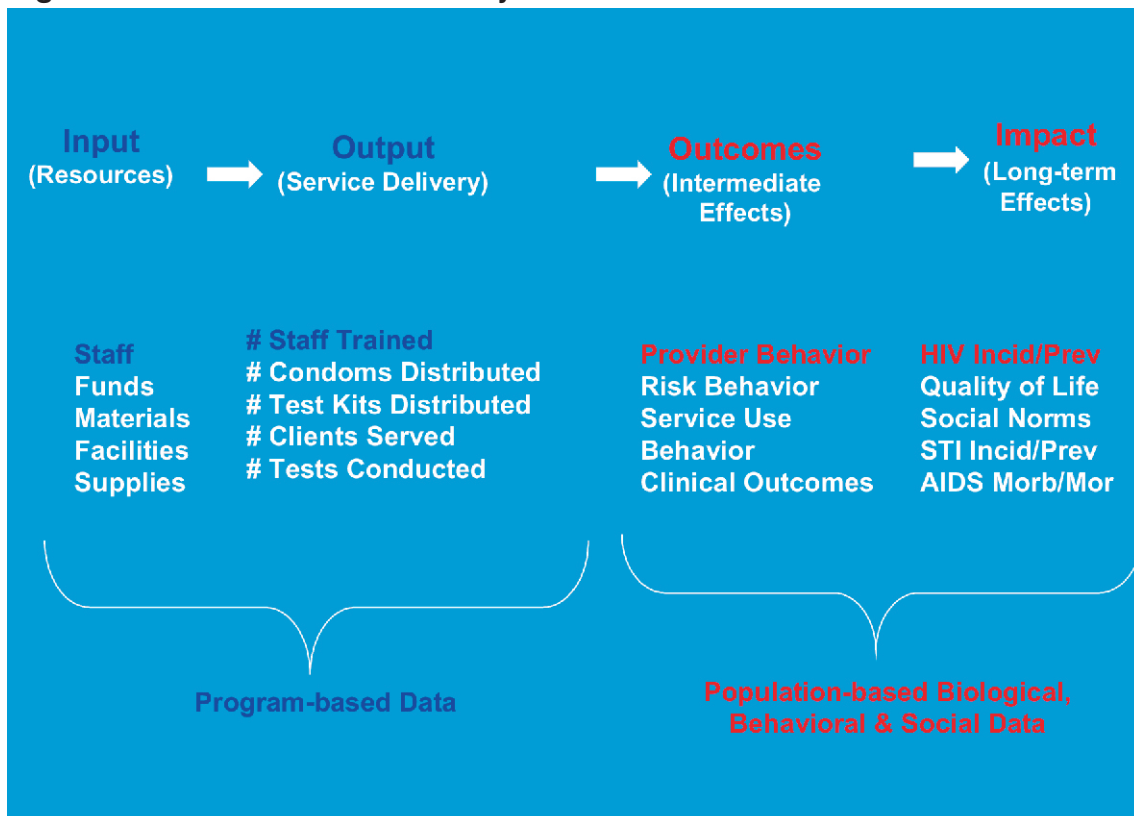 Input
(Resources)
Output
(Service Delivery)
Outcomes
(Intermediate
Effects)
Impact
(Long-term
Effects)
Staff
Funds
Materials
Facilities
Supplies
# Staff Trained
# Condoms Distributed
# Test Kits Distributed
# Clients Served
# Tests Conducted
Provider Behavior
Risk Behavior
Service Use
Behavior
Clinical Outcomes
HIV Incid/Prev
Quality of Life
Social Norms
STI Incid/Prev
AIDS Morb/Mor
Program-based Data
Population-based Biological,
Behavioral & Social Data